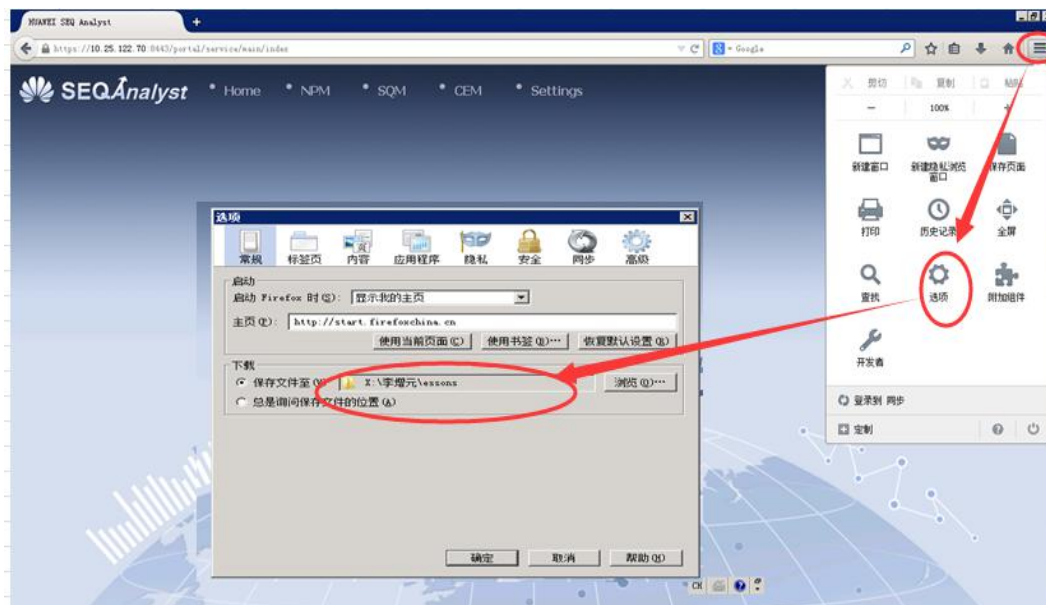 HUAWEI SEQ Analyst
https://10.25.122.70:8443/portal/service/main/index
Google
SEQAnalyst
Home
NPM
SQM
CEM
Settings
剪切
复制
粘贴
100%
新建窗口
新建隐私浏览窗口
保存页面
打印
历史记录
全屏
查找
选项
附加组件
开发者
登录到 同步
定制
选项
常规
标签页
内容
应用程序
隐私
安全
同步
高级
启动
启动 Firefox 时(S): 显示我的主页
主页(P): http://start.firefoxchina.cn
使用当前页面(C)
使用书签(B)…
恢复默认设置(R)
下载
保存文件至(V) X:\李增元\essons
浏览(O)…
总是询问保存文件的位置(A)
确定
取消
帮助(H)
CH